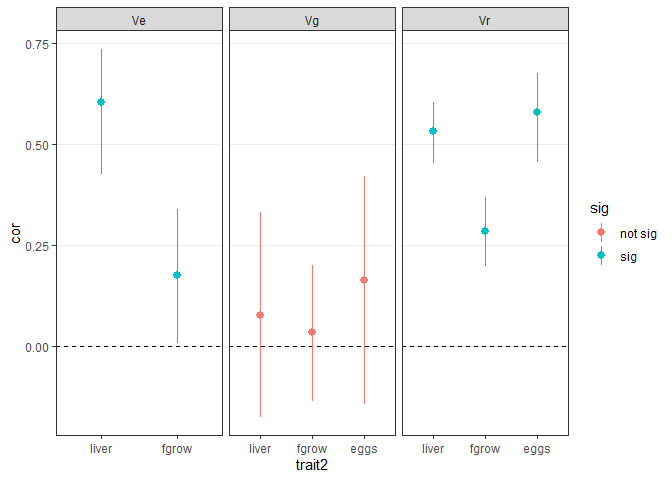 Ve Vg Vr
0.75
0.50
0.25
0.00
cor
liver fgrow liver fgrow eggs liver fgrow eggs
trait2
sig
not sig
sig